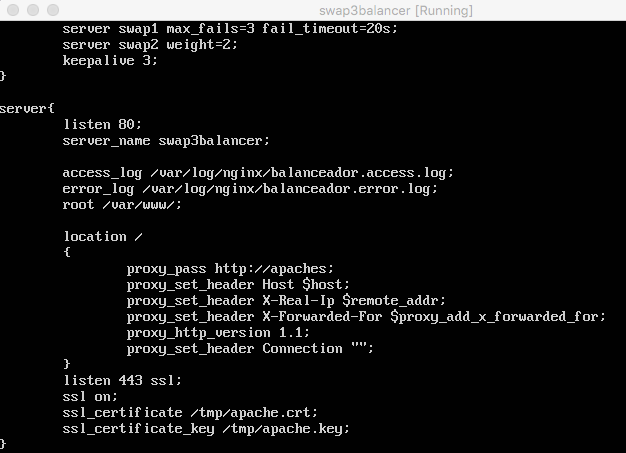 swap3balancer [Running]
server swap1 max_fails=3 fail_timeout=20s;
server swap2 weight=2;
keepalive 3;
}
server{
listen 80;
server_name swap3balancer;
access_log /var/log/nginx/balanceador.access.log;
error_log /var/log/nginx/balanceador.error.log;
root /var/www/;
location /
{
proxy_pass http://apaches;
proxy_set_header Host $host;
proxy_set_header X-Real-Ip $remote_addr;
proxy_set_header X-Forwarded-For $proxy_add_x_forwarded_for;
proxy_http_version 1.1;
proxy_set_header Connection "";
}
listen 443 ssl;
ssl on;
ssl_certificate /tmp/apache.crt;
ssl_certificate_key /tmp/apache.key;
}